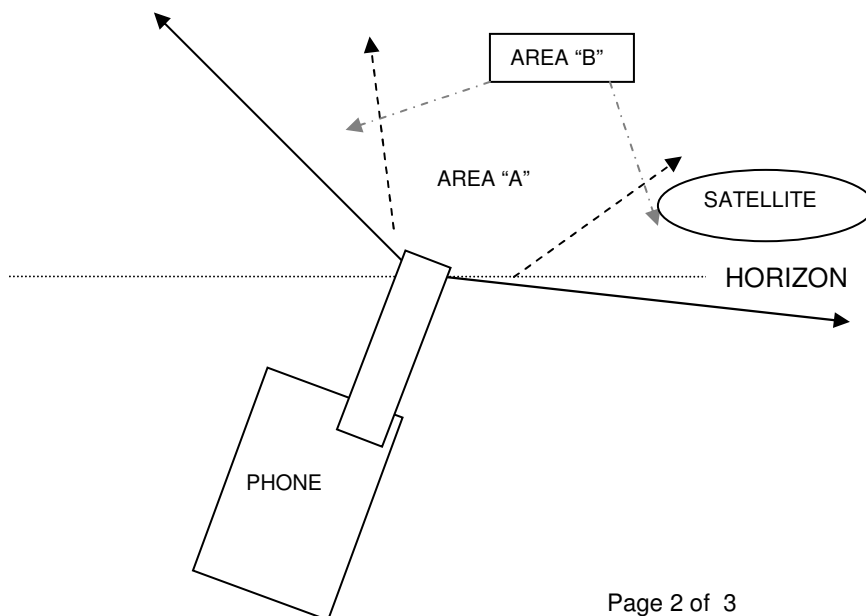 AREA “B”
AREA “A”
SATELLITE
HORIZON
PHONE
Page 2 of 3